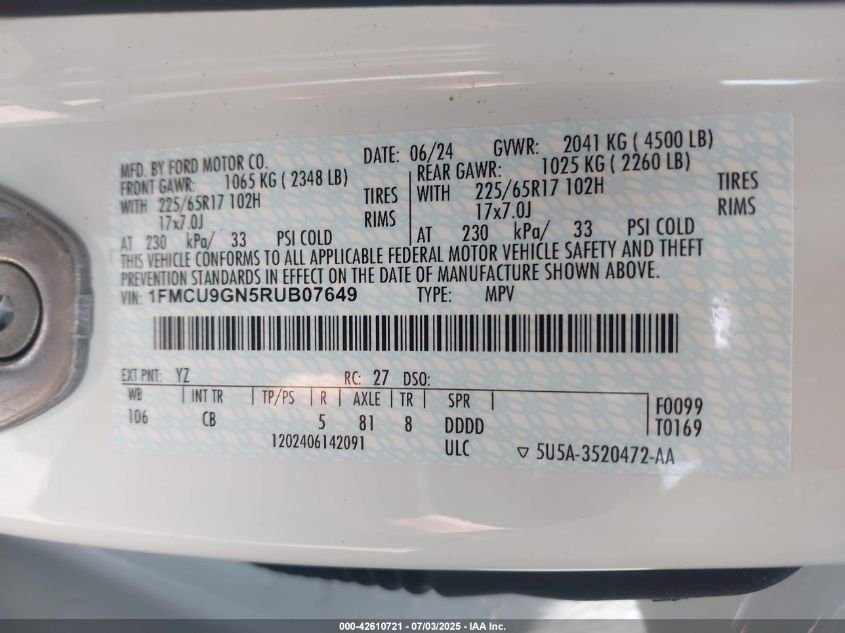 MFD. BY FORD MOTOR CO. DATE: 06/24 GVWR: 2041 KG ( 4500 LB)
FRONT GAWR: 1065 KG ( 2348 LB) REAR GAWR: 1025 KG ( 2260 LB)
WITH 225/65R17 102H TIRES WITH 225/65R17 102H TIRES
17x7.0J RIMS 17x7.0J RIMS
AT 230 kPa/ 33 PSI COLD AT 230 kPa/ 33 PSI COLD
THIS VEHICLE CONFORMS TO ALL APPLICABLE FEDERAL MOTOR VEHICLE SAFETY AND THEFT
PREVENTION STANDARDS IN EFFECT ON THE DATE OF MANUFACTURE SHOWN ABOVE.
VIN: 1FMCU9GN5RUB07649 TYPE: MPV
EXT PNT: YZ RC: 27 DSO:
WB INT TR TP/PS R AXLE TR SPR F0099
106 CB 5 81 8 DDDD T0169
1202406142091 ULC ▽ 5U5A-3520472-AA
000-42610721 - 07/03/2025 - IAA Inc.